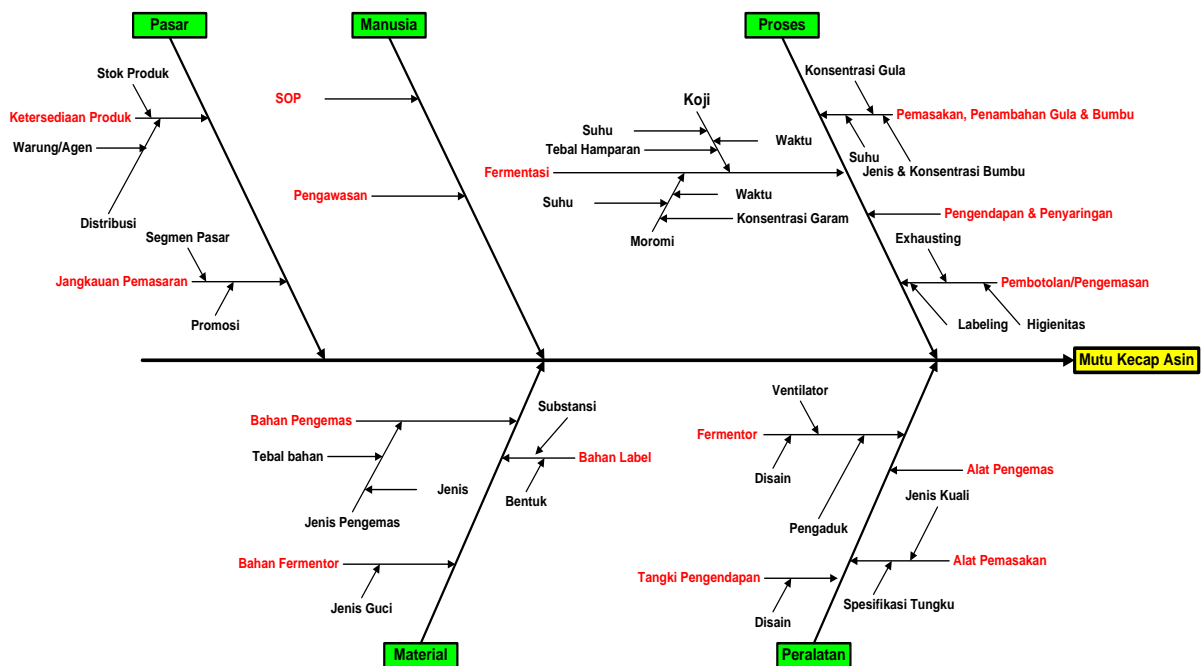 Pasar
Manusia
Proses
Stok Produk
Ketersediaan Produk
Warung/Agen
Distribusi
Segmen Pasar
Jangkauan Pemasaran
Promosi
SOP
Pengawasan
Koji
Suhu
Waktu
Tebal Hamparan
Fermentasi
Suhu
Waktu
Konsentrasi Garam
Moromi
Konsentrasi Gula
Pemasakan, Penambahan Gula & Bumbu
Suhu
Jenis & Konsentrasi Bumbu
Pengendapan & Penyaringan
Exhausting
Pembotolan/Pengemasan
Labeling
Higienitas
Mutu Kecap Asin
Bahan Pengemas
Tebal bahan
Jenis
Jenis Pengemas
Substansi
Bahan Label
Bentuk
Bahan Fermentor
Jenis Guci
Ventilator
Fermentor
Disain
Pengaduk
Alat Pengemas
Jenis Kuali
Alat Pemasakan
Spesifikasi Tungku
Tangki Pengendapan
Disain
Material
Peralatan